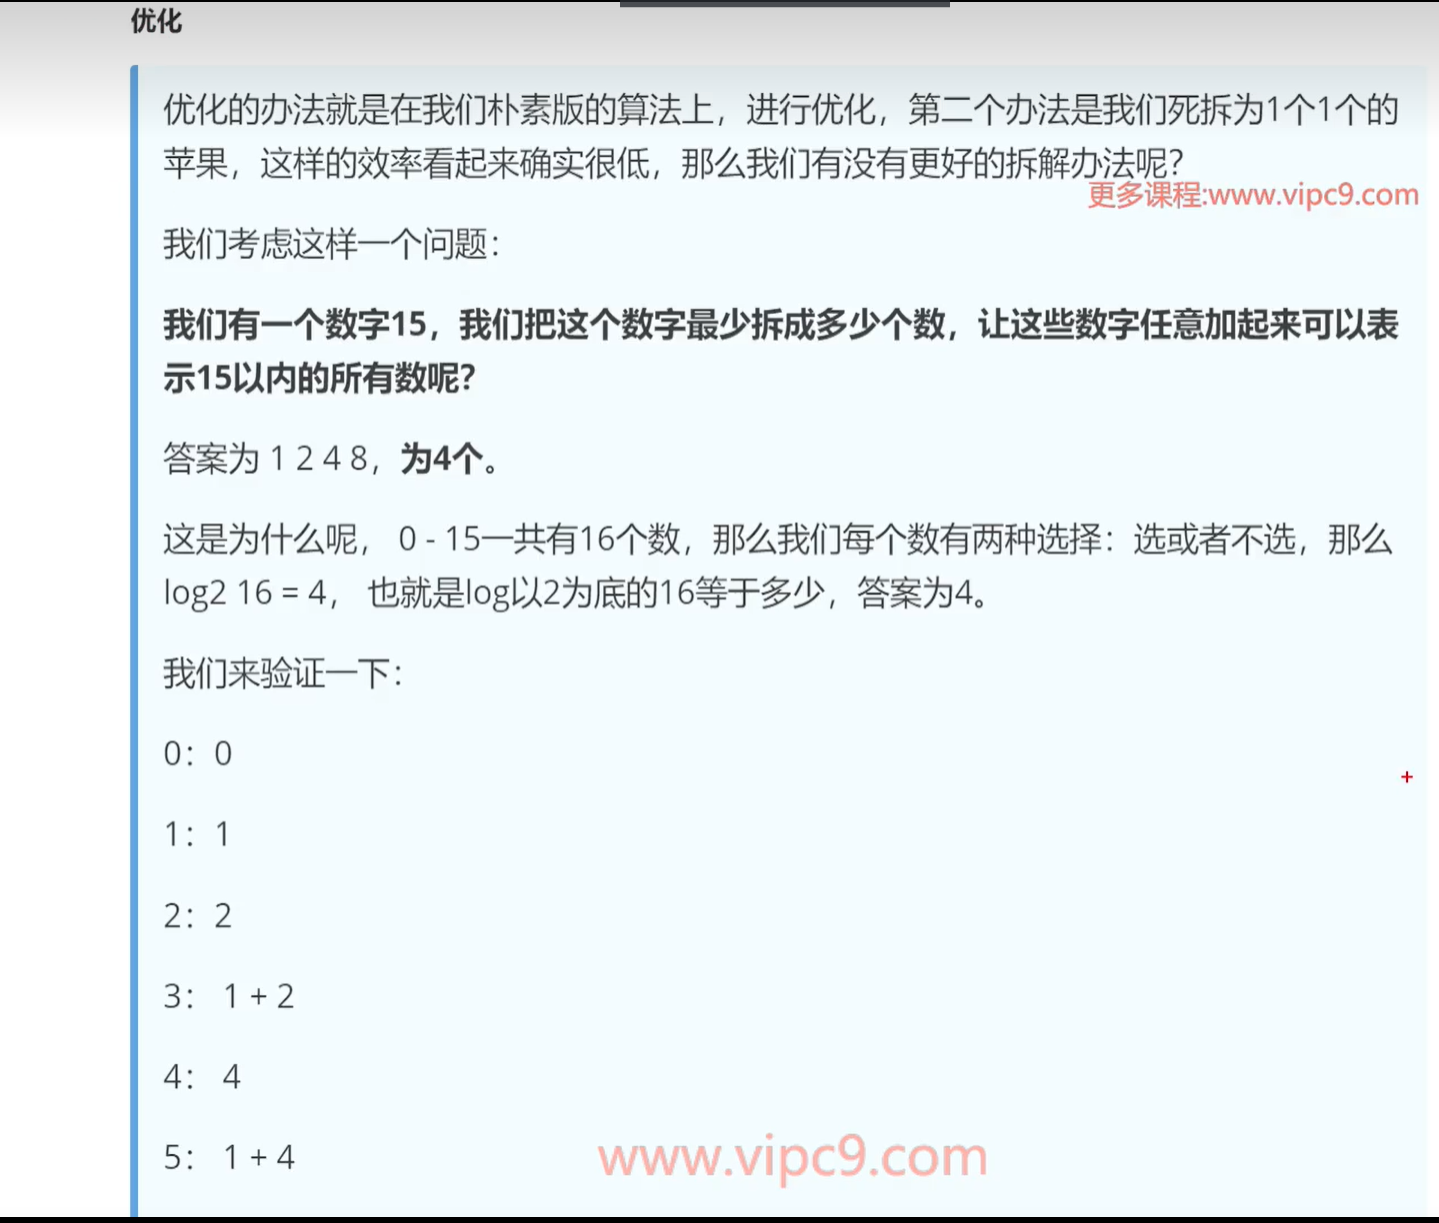 优化
优化的办法就是在我们朴素版的算法上，进行优化，第二个办法是我们死拆为1个1个的
苹果，这样的效率看起来确实很低，那么我们有没有更好的拆解办法呢？
更多课程:www.vipc9.com
我们考虑这样一个问题：
我们有一个数字15，我们把这个数字最少拆成多少个数，让这些数字任意加起来可以表
示15以内的所有数呢？
答案为 1 2 4 8，为4个。
这是为什么呢， 0 - 15一共有16个数，那么我们每个数有两种选择：选或者不选，那么
log2 16 = 4， 也就是log以2为底的16等于多少，答案为4。
我们来验证一下：
0：0
1：1
2：2
3： 1 + 2
4： 4
5： 1 + 4
www.vipc9.com